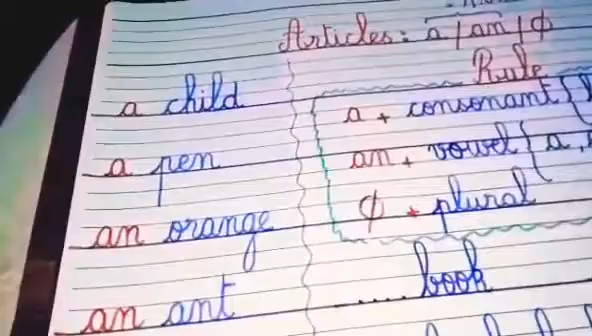 Articles: a / an / ϕ
Rule
a child
a + consonant {
a pen
an + vowel { a,
an orange
ϕ + plural
an ant
..... book